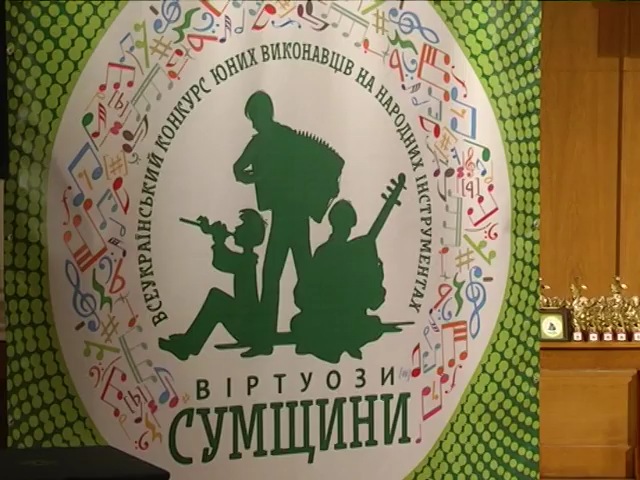 ВСЕУКРАЇНСЬКИЙ КОНКУРС ЮНИХ ВИКОНАВЦІВ НА НАРОДНИХ ІНСТРУМЕНТАХ
ВІРТУОЗИ
СУМЩИНИ